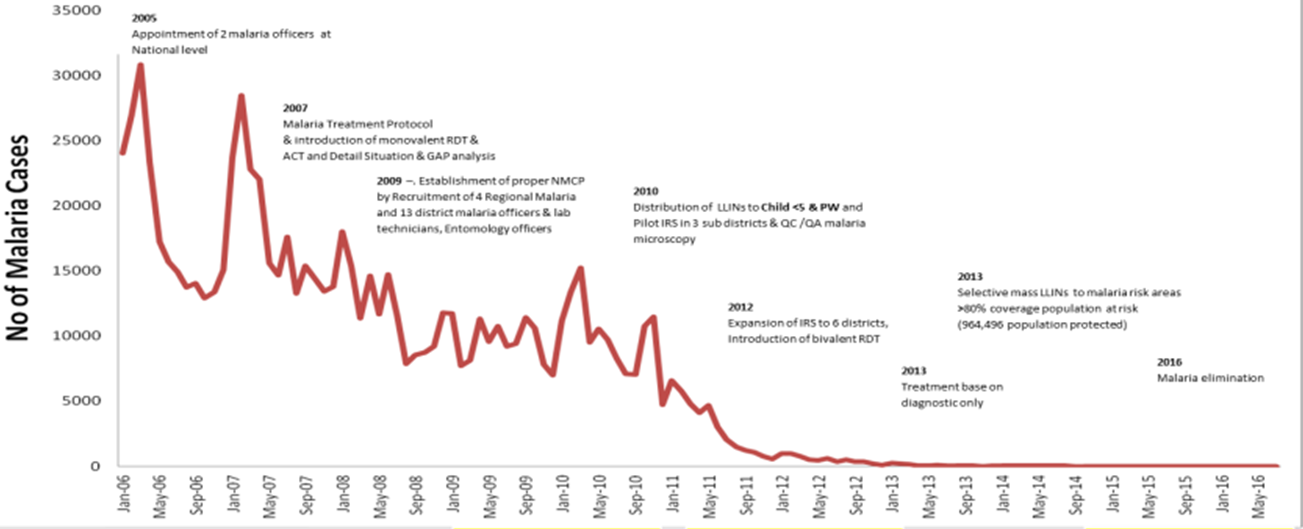 35000
30000
25000
20000
15000
10000
5000
0
No of Malaria Cases
2005
Appointment of 2 malaria officers at
National level
2007
Malaria Treatment Protocol
& introduction of monovalent RDT &
ACT and Detail Situation & GAP analysis
2009 –. Establishment of proper NMCP
by Recruitment of 4 Regional Malaria
and 13 district malaria officers & lab
technicians, Entomology officers
2010
Distribution of LLINs to Child <5 & PW and
Pilot IRS in 3 sub districts & QC /QA malaria
microscopy
2012
Expansion of IRS to 6 districts,
Introduction of bivalent RDT
2013
Treatment base on
diagnostic only
2013
Selective mass LLINs to malaria risk areas
>80% coverage population at risk
(964,496 population protected)
2016
Malaria elimination
Jan-06
May-06
Sep-06
Jan-07
May-07
Sep-07
Jan-08
May-08
Sep-08
Jan-09
May-09
Sep-09
Jan-10
May-10
Sep-10
Jan-11
May-11
Sep-11
Jan-12
May-12
Sep-12
Jan-13
May-13
Sep-13
Jan-14
May-14
Sep-14
Jan-15
May-15
Sep-15
Jan-16
May-16